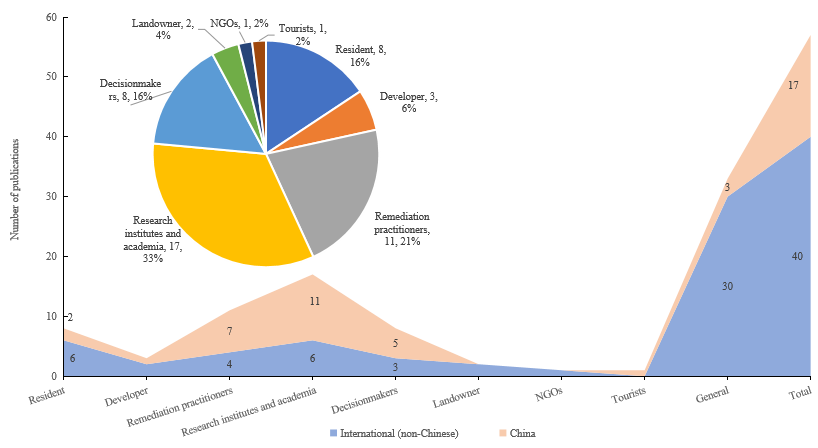 60
50
40
30
20
10
0
Number of publications
Landowner, 2,
4%
NGOs, 1, 2%
Tourists, 1,
2%
Resident, 8,
16%
Developer, 3,
6%
Remediation
practitioners,
11, 21%
Research
institutes and
academia, 17,
33%
Decisionmake
rs, 8, 16%
2
6
7
4
11
6
5
3
3
30
17
40
Resident
Developer
Remediation practitioners
Research institutes and academia
Decisionmakers
Landowner
NGOs
Tourists
General
Total
International (non-Chinese)
China